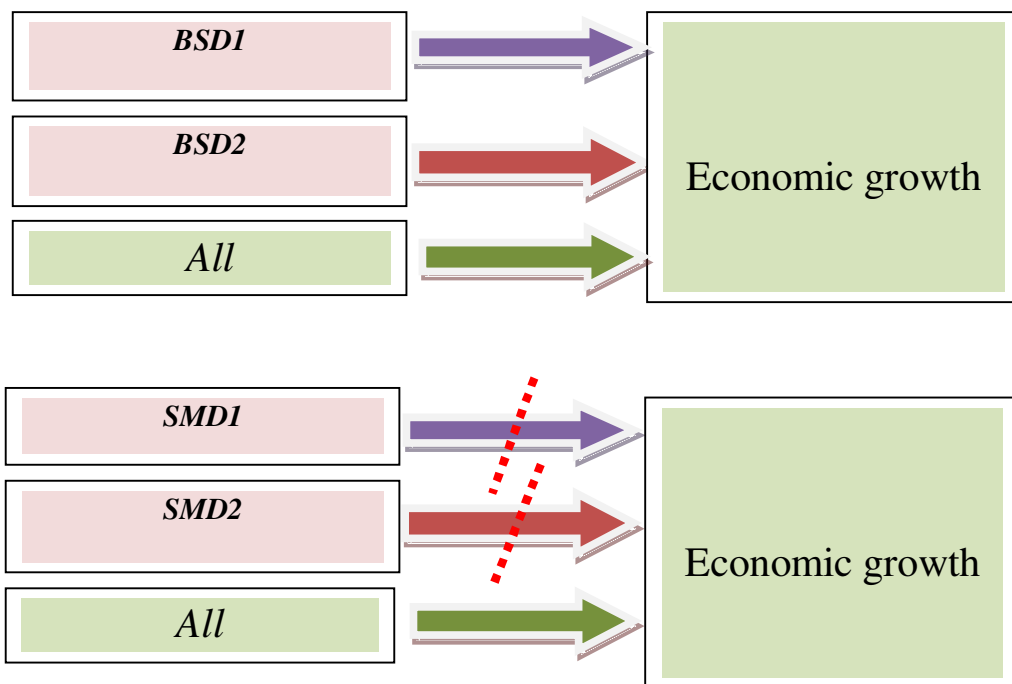 BSD1
BSD2
All
Economic growth
SMD1
SMD2
All
Economic growth